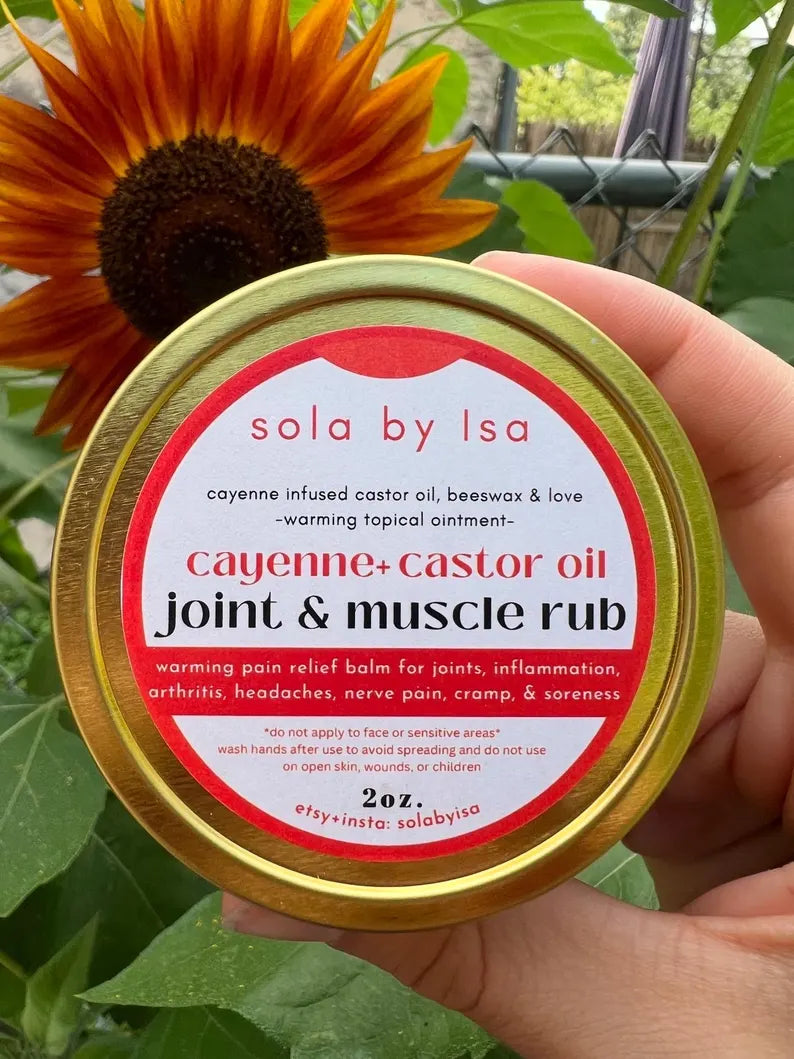 sola by Isa
cayenne infused castor oil, beeswax & love
-warming topical ointment-
cayenne+ castor oil
joint & muscle rub
warming pain relief balm for joints, inflammation,
arthritis, headaches, nerve pain, cramp, & soreness
*do not apply to face or sensitive areas*
wash hands after use to avoid spreading and do not use
on open skin, wounds, or children
2oz.
etsy+insta: solabyisa